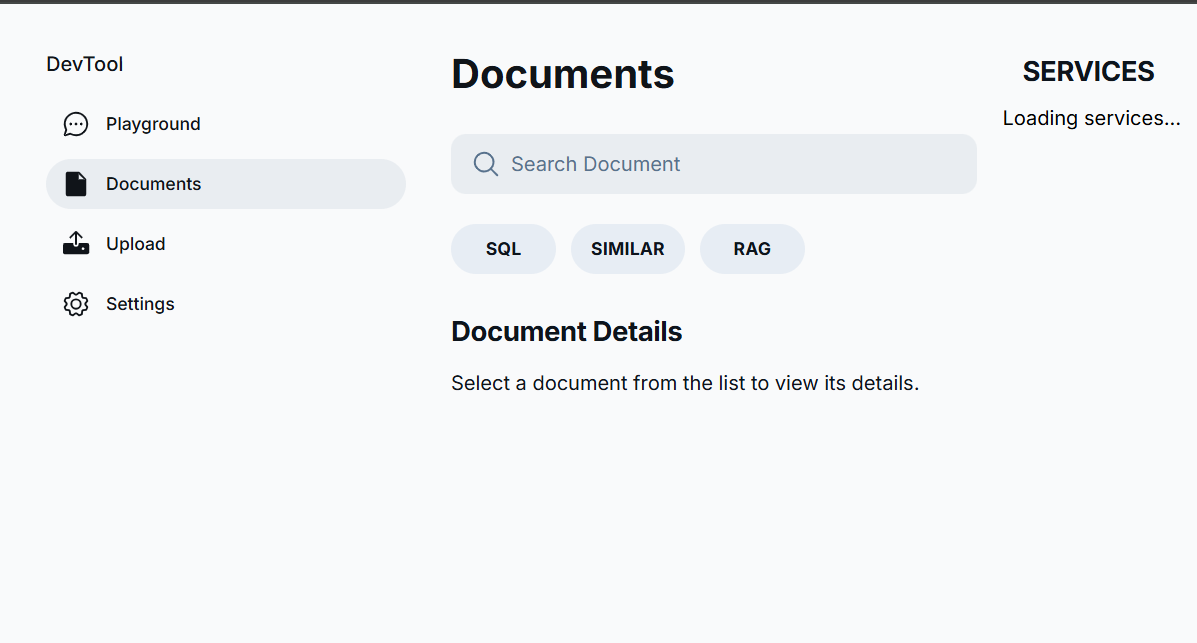 DevTool
Playground
Documents
Upload
Settings
Documents
Search Document
SQL
SIMILAR
RAG
Document Details
Select a document from the list to view its details.
SERVICES
Loading services...